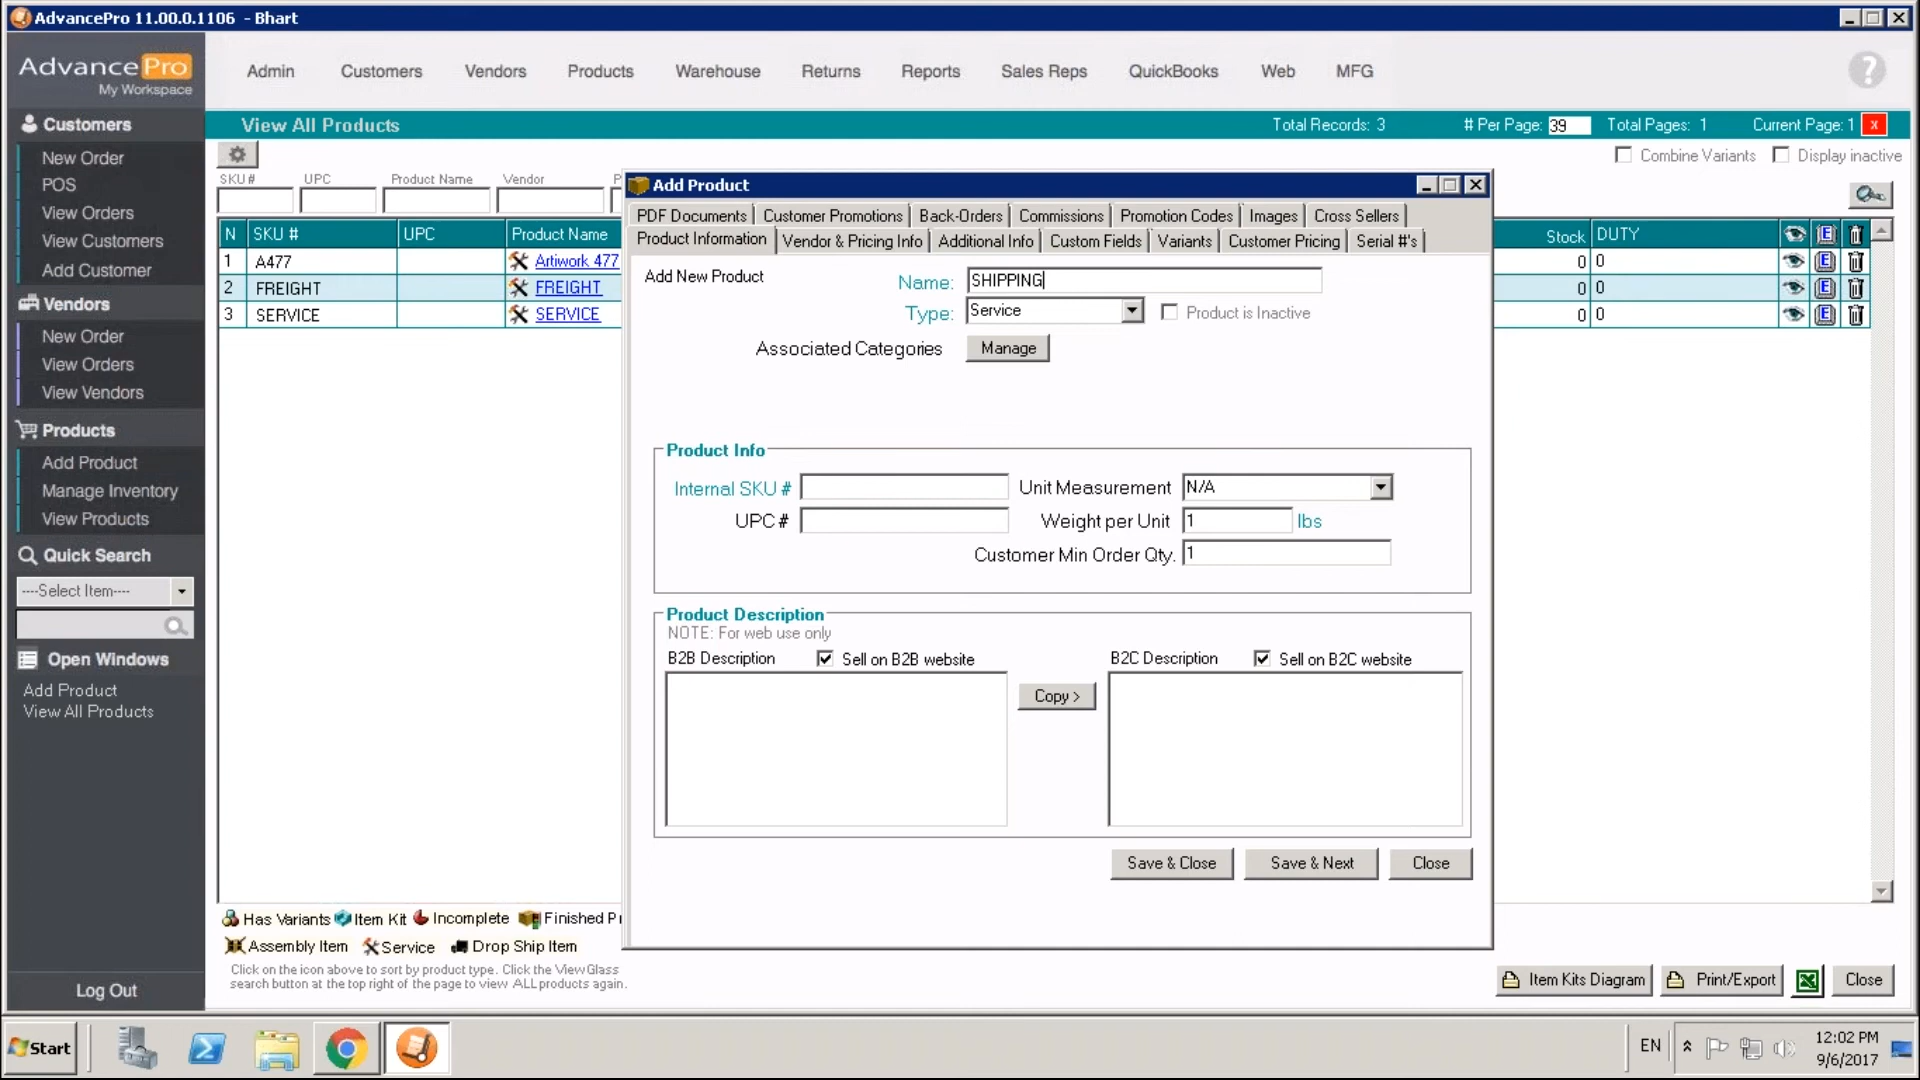 AdvancePro 11.00.0.1106 - Bhart
AdvancePro
My Workspace
Admin Customers Vendors Products Warehouse Returns Reports Sales Reps QuickBooks Web MFG
?
Customers
New Order
POS
View Orders
View Customers
Add Customer
Vendors
New Order
View Orders
View Vendors
Products
Add Product
Manage Inventory
View Products
Quick Search
----Select Item----
Open Windows
Add Product
View All Products
Log Out
View All Products Total Records: 3 # Per Page: 39 Total Pages: 1 Current Page: 1 x
Combine Variants Display inactive
SKU# UPC Product Name Vendor P
N SKU # UPC Product Name Stock DUTY
1 A477 Artiwork 477 0 0
2 FREIGHT FREIGHT 0 0
3 SERVICE SERVICE 0 0
Add Product
PDF Documents Customer Promotions Back-Orders Commissions Promotion Codes Images Cross Sellers
Product Information Vendor & Pricing Info Additional Info Custom Fields Variants Customer Pricing Serial #'s
Add New Product
Name: SHIPPING
Type: Service Product is Inactive
Associated Categories Manage
Product Info
Internal SKU # Unit Measurement N/A
UPC # Weight per Unit 1 lbs
Customer Min Order Qty. 1
Product Description
NOTE: For web use only
B2B Description Sell on B2B website B2C Description Sell on B2C website
Copy >
Save & Close Save & Next Close
Has Variants Item Kit Incomplete Finished Pr
Assembly Item Service Drop Ship Item
Click on the icon above to sort by product type. Click the ViewGlass
search button at the top right of the page to view ALL products again.
Item Kits Diagram Print/Export Close
Start
EN
12:02 PM
9/6/2017